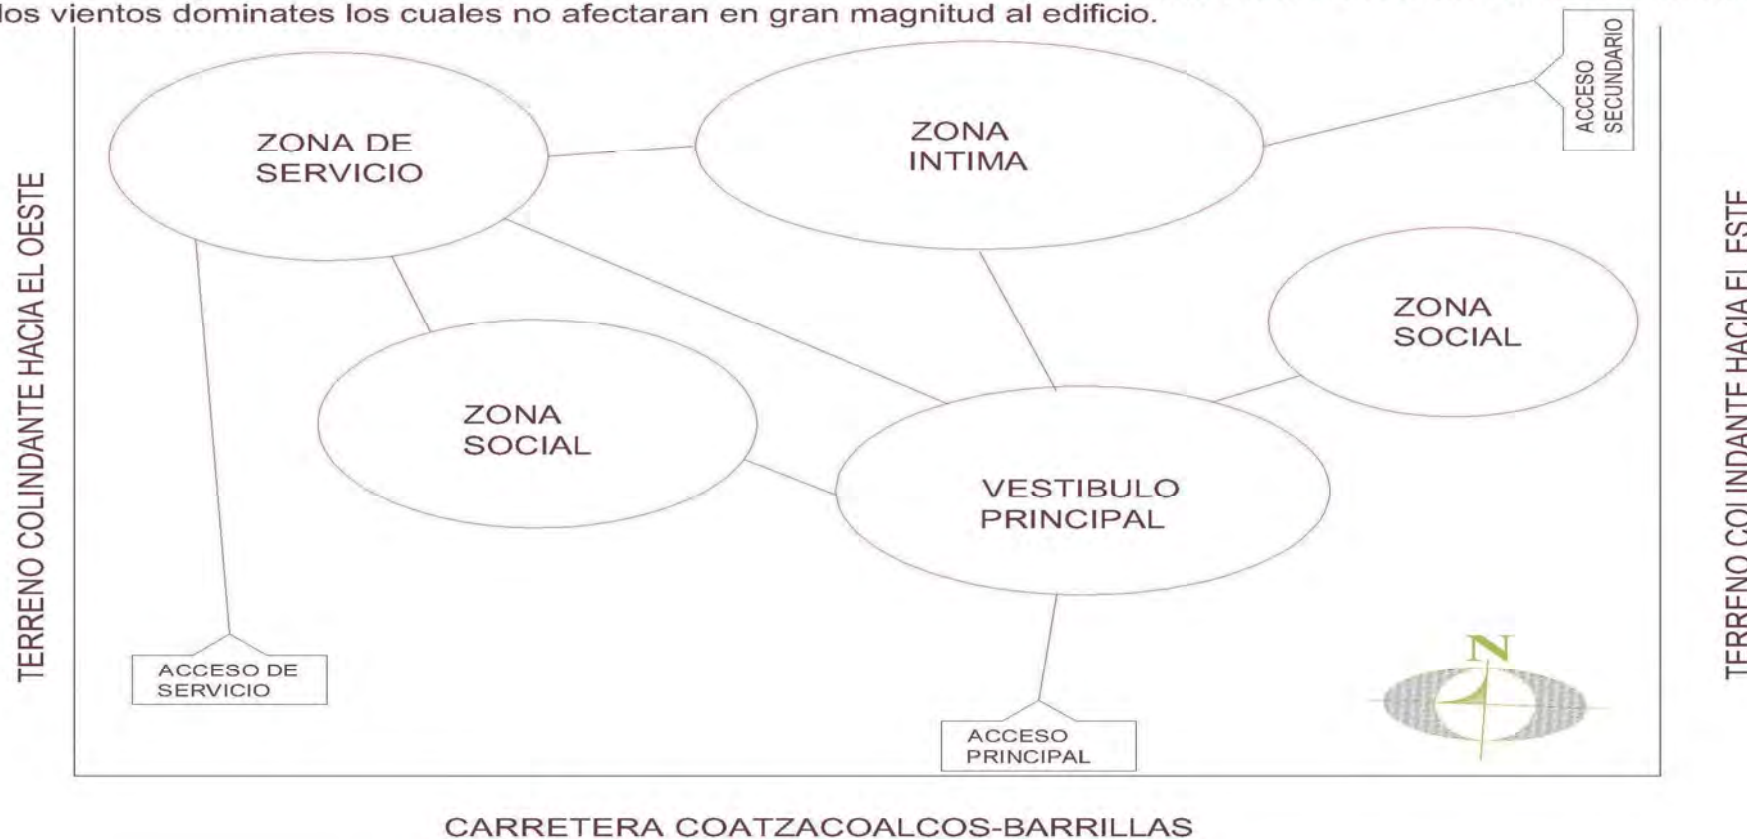 los vientos dominates los cuales no afectaran en gran magnitud al edificio.
ACCESO
SECUNDARIO
ZONA DE
SERVICIO
ZONA
INTIMA
TERRENO COLINDANTE HACIA EL OESTE
TERRENO COLINDANTE HACIA EL ESTE
ZONA
SOCIAL
ZONA
SOCIAL
VESTIBULO
PRINCIPAL
N
ACCESO DE
SERVICIO
ACCESO
PRINCIPAL
CARRETERA COATZACOALCOS-BARRILLAS